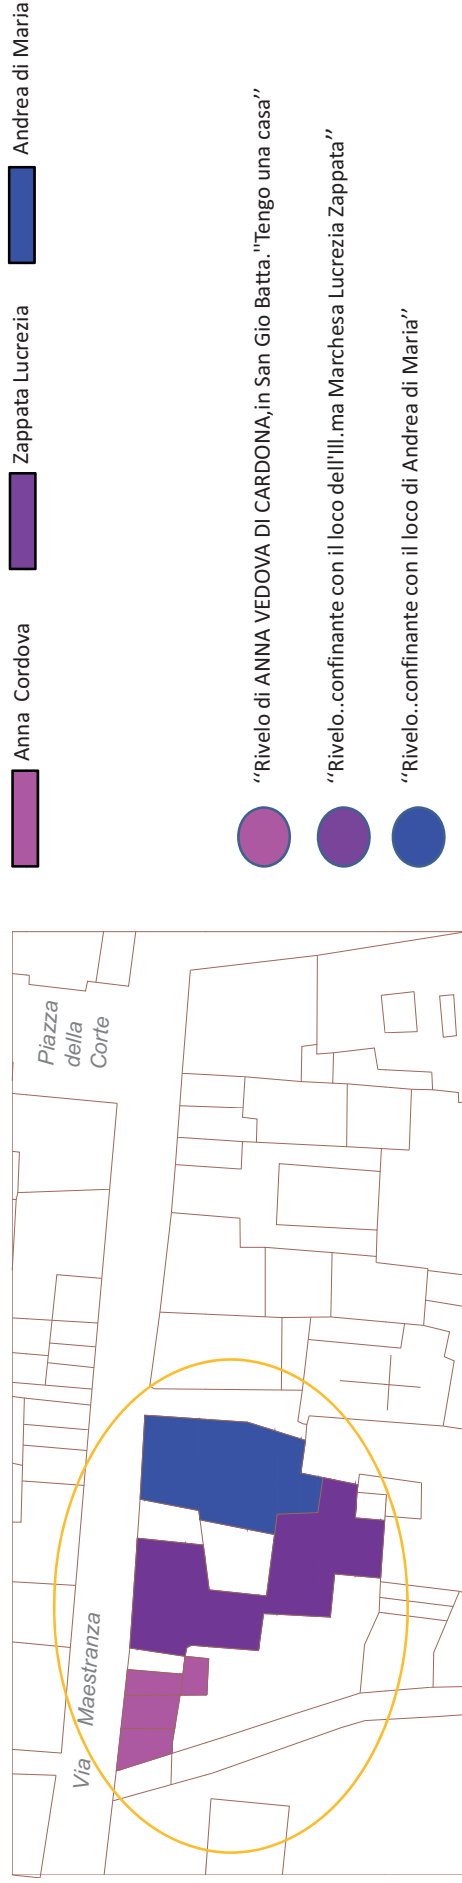 Anna Cordova
Zappata Lucrezia
Andrea di Maria
‘‘Rivelo di ANNA VEDOVA DI CARDONA,in San Gio Batta."Tengo una casa’’
‘‘Rivelo..confinante con il loco dell'Ill.ma Marchesa Lucrezia Zappata’’
‘‘Rivelo..confinante con il loco di Andrea di Maria’’
Piazza
della
Corte
Via Maestranza